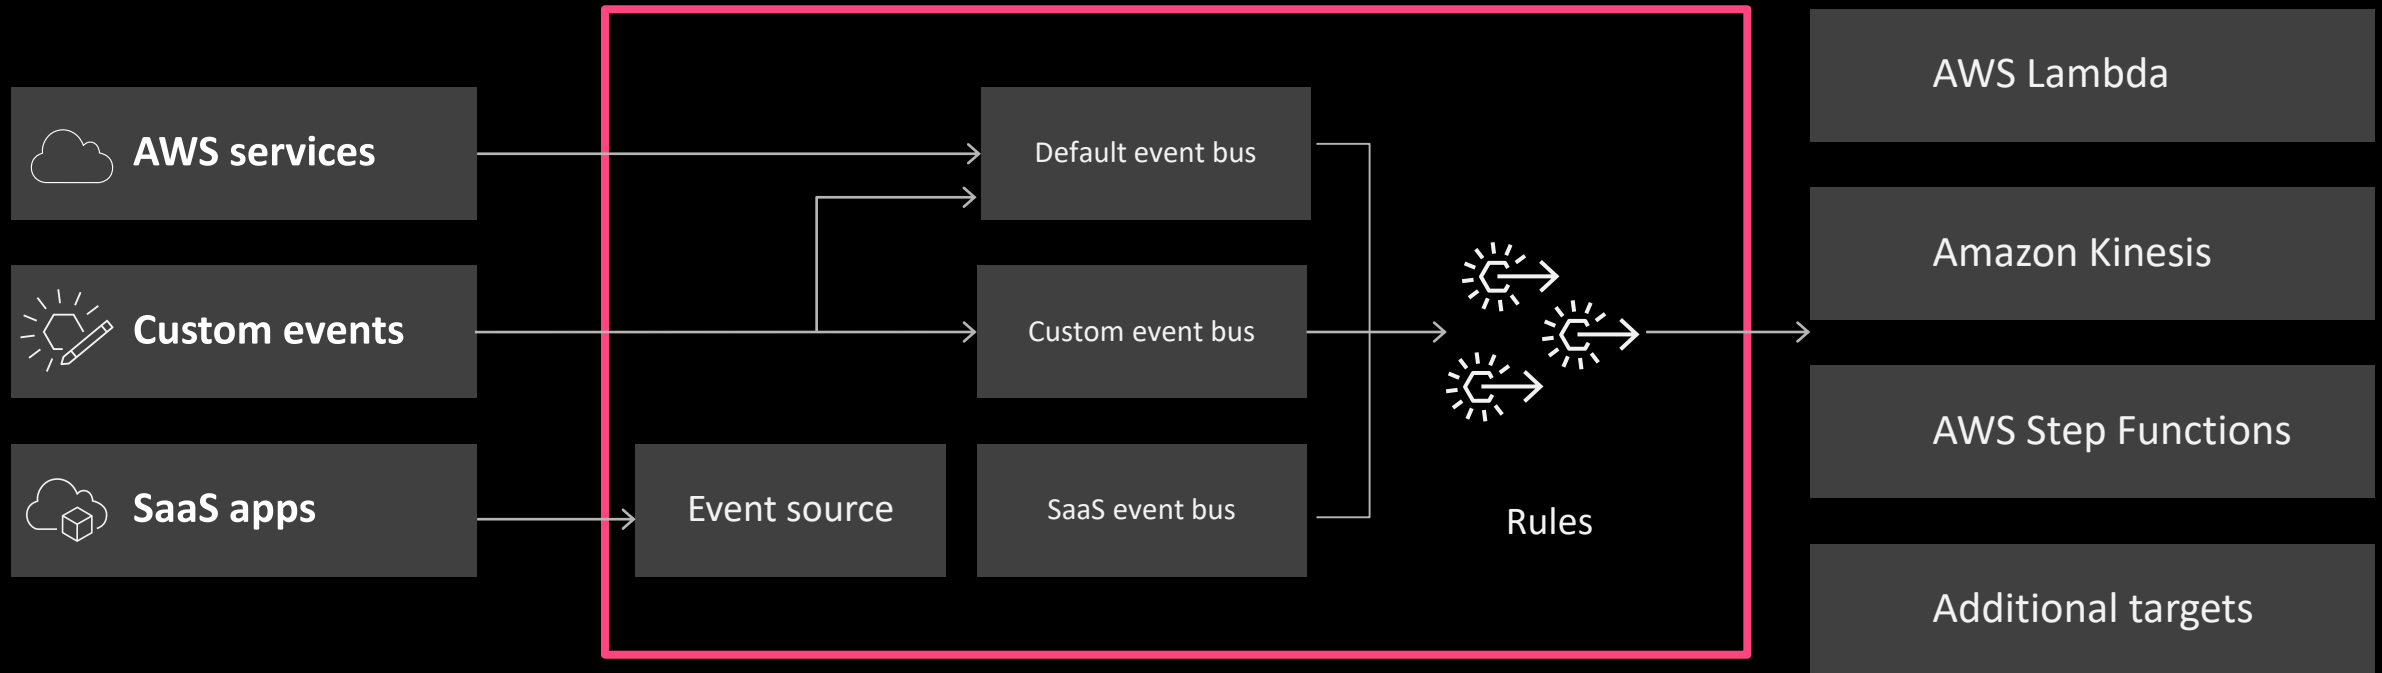 AWS services
Custom events
SaaS apps
Event source
Default event bus
Custom event bus
SaaS event bus
Rules
AWS Lambda
Amazon Kinesis
AWS Step Functions
Additional targets